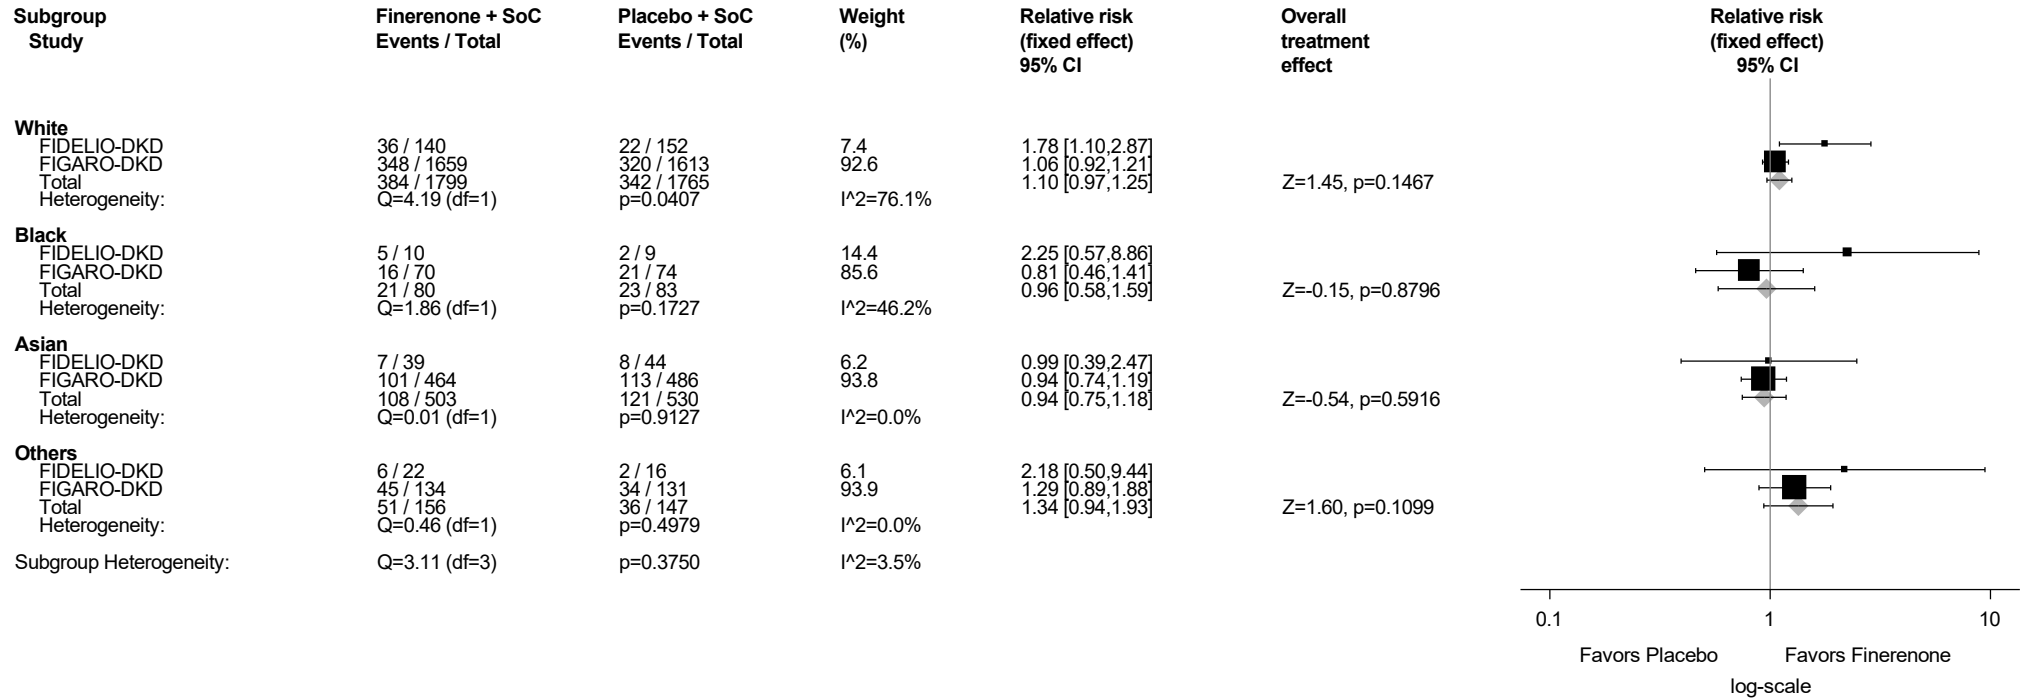 Subgroup Finerenone + SoC Placebo + SoC Weight Relative risk Overall Relative risk
Study Events / Total Events / Total (%) (fixed effect) treatment (fixed effect)
95% CI effect 95% CI
White
FIDELIO-DKD 36 / 140 22 / 152 7.4 1.78 [1.10,2.87]
FIGARO-DKD 348 / 1659 320 / 1613 92.6 1.06 [0.92,1.21]
Total 384 / 1799 342 / 1765 1.10 [0.97,1.25] Z=1.45, p=0.1467
Heterogeneity: Q=4.19 (df=1) p=0.0407 I^2=76.1%
Black
FIDELIO-DKD 5 / 10 2 / 9 14.4 2.25 [0.57,8.86]
FIGARO-DKD 16 / 70 21 / 74 85.6 0.81 [0.46,1.41]
Total 21 / 80 23 / 83 0.96 [0.58,1.59] Z=-0.15, p=0.8796
Heterogeneity: Q=1.86 (df=1) p=0.1727 I^2=46.2%
Asian
FIDELIO-DKD 7 / 39 8 / 44 6.2 0.99 [0.39,2.47]
FIGARO-DKD 101 / 464 113 / 486 93.8 0.94 [0.74,1.19]
Total 108 / 503 121 / 530 0.94 [0.75,1.18] Z=-0.54, p=0.5916
Heterogeneity: Q=0.01 (df=1) p=0.9127 I^2=0.0%
Others
FIDELIO-DKD 6 / 22 2 / 16 6.1 2.18 [0.50,9.44]
FIGARO-DKD 45 / 134 34 / 131 93.9 1.29 [0.89,1.88]
Total 51 / 156 36 / 147 1.34 [0.94,1.93] Z=1.60, p=0.1099
Heterogeneity: Q=0.46 (df=1) p=0.4979 I^2=0.0%
Subgroup Heterogeneity: Q=3.11 (df=3) p=0.3750 I^2=3.5%
0.1 1 10
Favors Placebo Favors Finerenone
log-scale